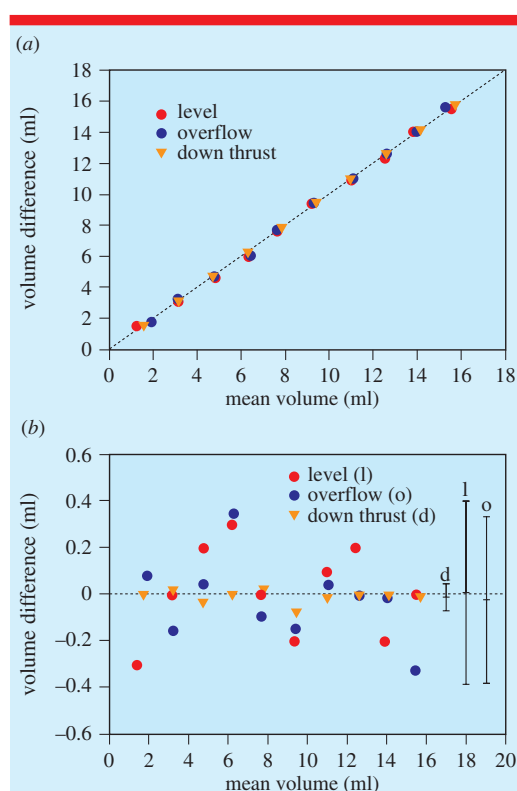 (a)
18
16
14
12
10
8
6
4
2
0
volume difference (ml)
level
overflow
down thrust
0 2 4 6 8 10 12 14 16 18
mean volume (ml)
(b)
0.6
0.4
0.2
0
−0.2
−0.4
−0.6
volume difference (ml)
level (l)
overflow (o)
down thrust (d)
d
l
o
0 2 4 6 8 10 12 14 16 18 20
mean volume (ml)